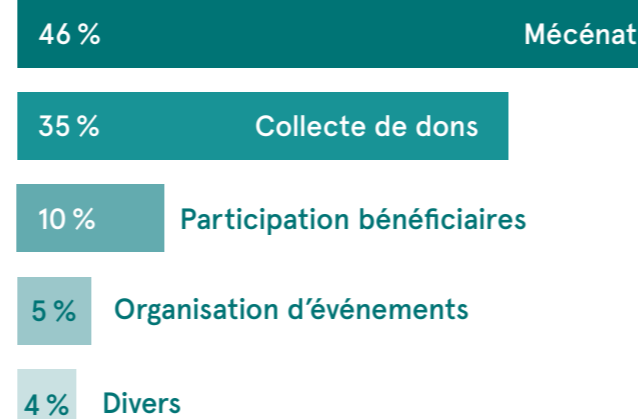 46 % Mécénat
35 % Collecte de dons
10 % Participation bénéficiaires
5 % Organisation d’événements
4 % Divers